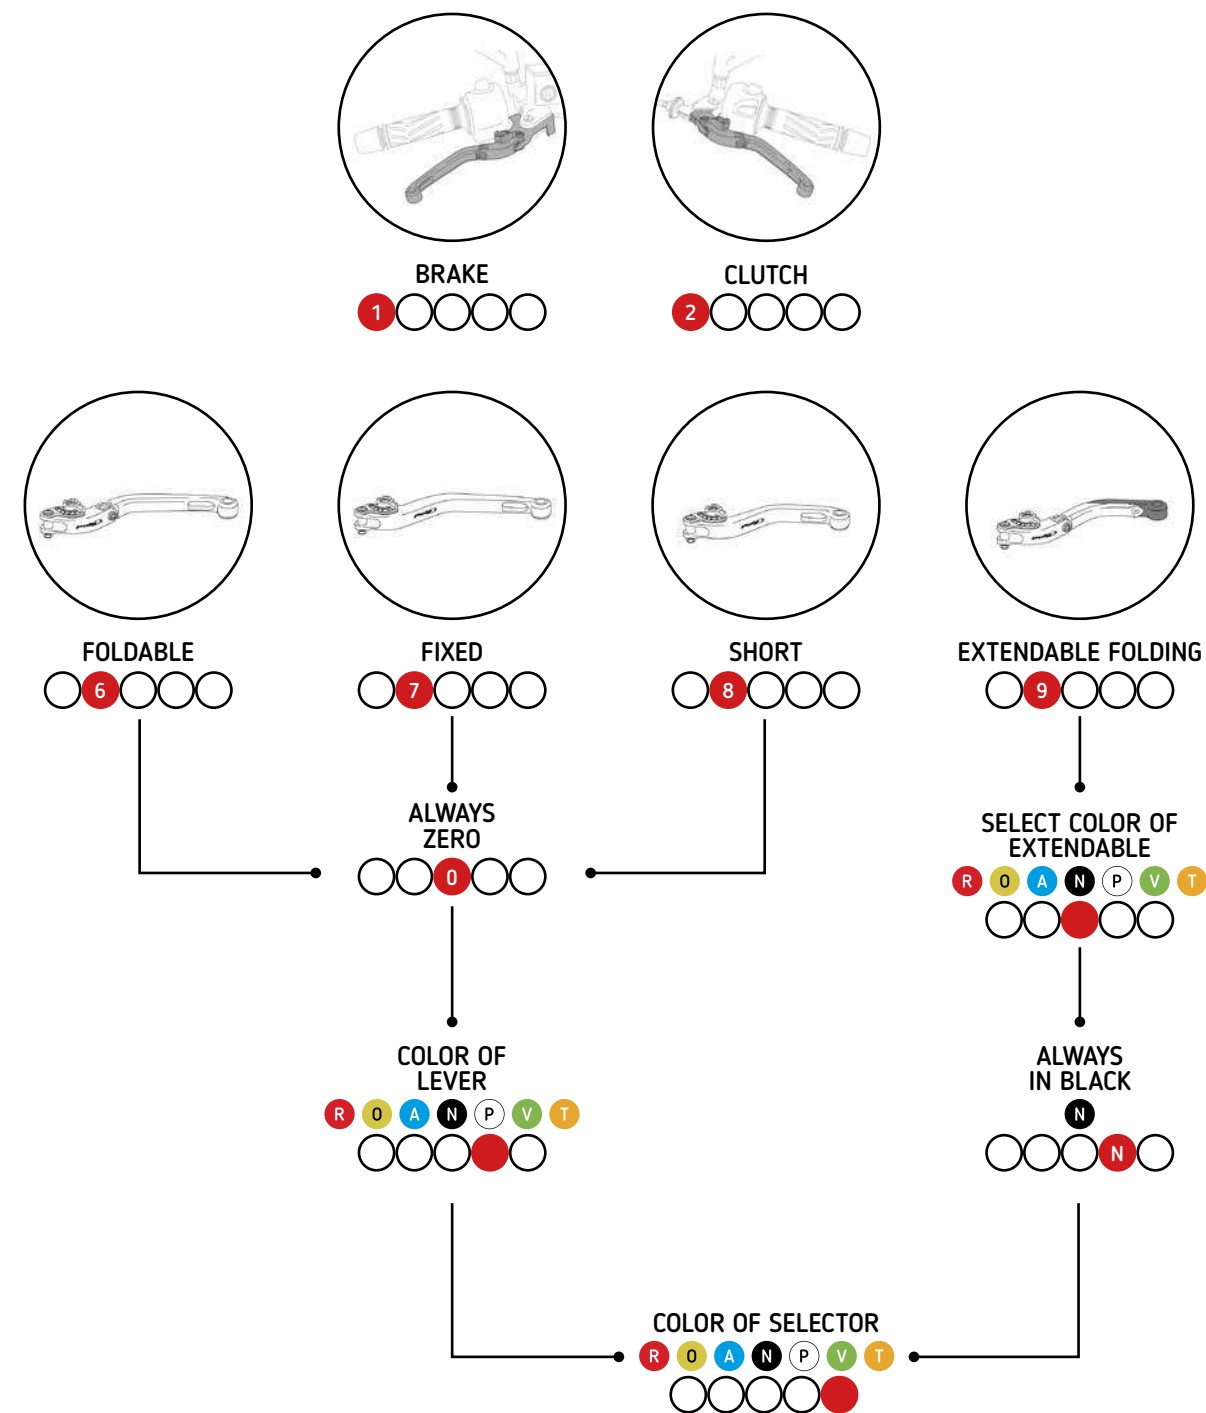 BRAKE
CLUTCH
1
2
FOLDABLE
FIXED
SHORT
EXTENDABLE FOLDING
6
7
8
9
ALWAYS
ZERO
0
SELECT COLOR OF
EXTENDABLE
R O A N P V T
COLOR OF
LEVER
R O A N P V T
ALWAYS
IN BLACK
N
N
COLOR OF SELECTOR
R O A N P V T